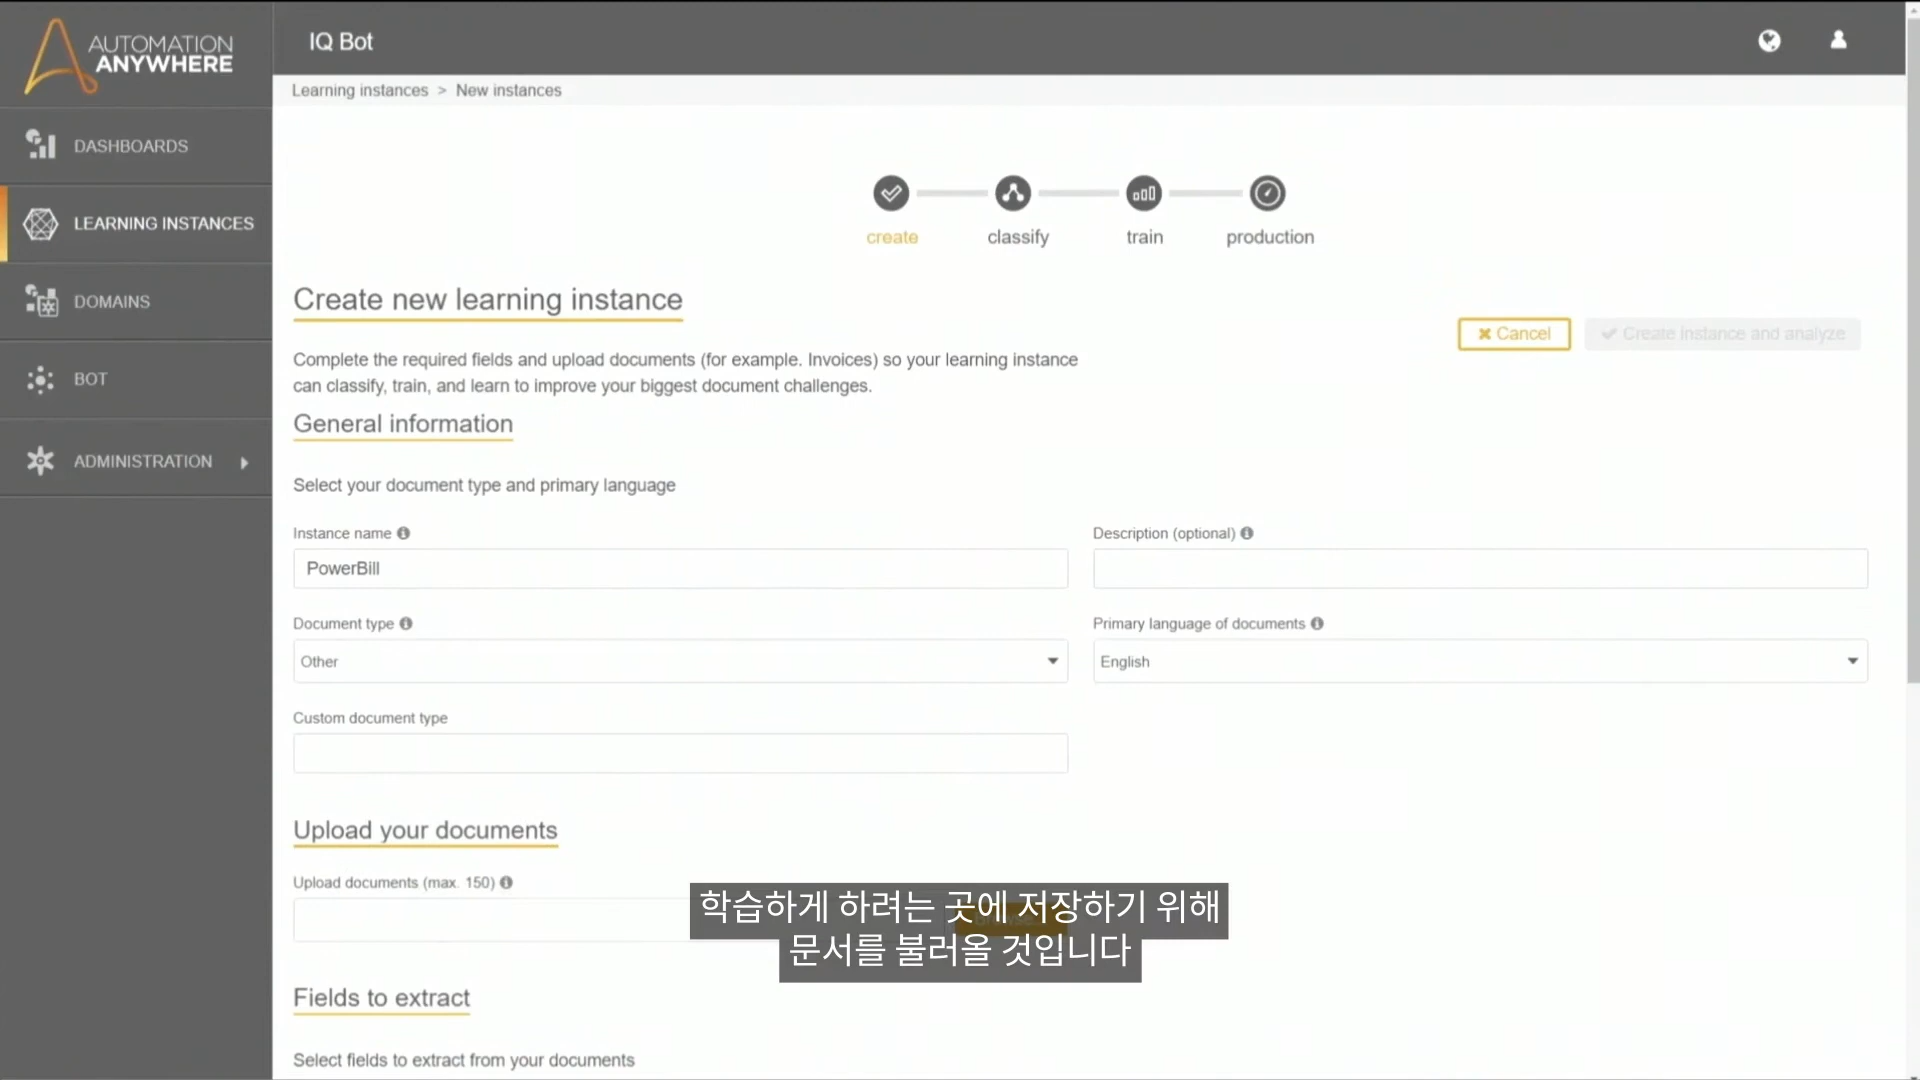 AUTOMATION
ANYWHERE
IQ Bot
Learning instances > New instances
DASHBOARDS
LEARNING INSTANCES
DOMAINS
BOT
ADMINISTRATION
create
classify
train
production
Create new learning instance
Cancel
Create instance and analyze
Complete the required fields and upload documents (for example. Invoices) so your learning instance
can classify, train, and learn to improve your biggest document challenges.
General information
Select your document type and primary language
Instance name
Description (optional)
PowerBill
Document type
Primary language of documents
Other
English
Custom document type
Upload your documents
Upload documents (max. 150)
학습하게 하려는 곳에 저장하기 위해
문서를 불러올 것입니다
Fields to extract
Select fields to extract from your documents